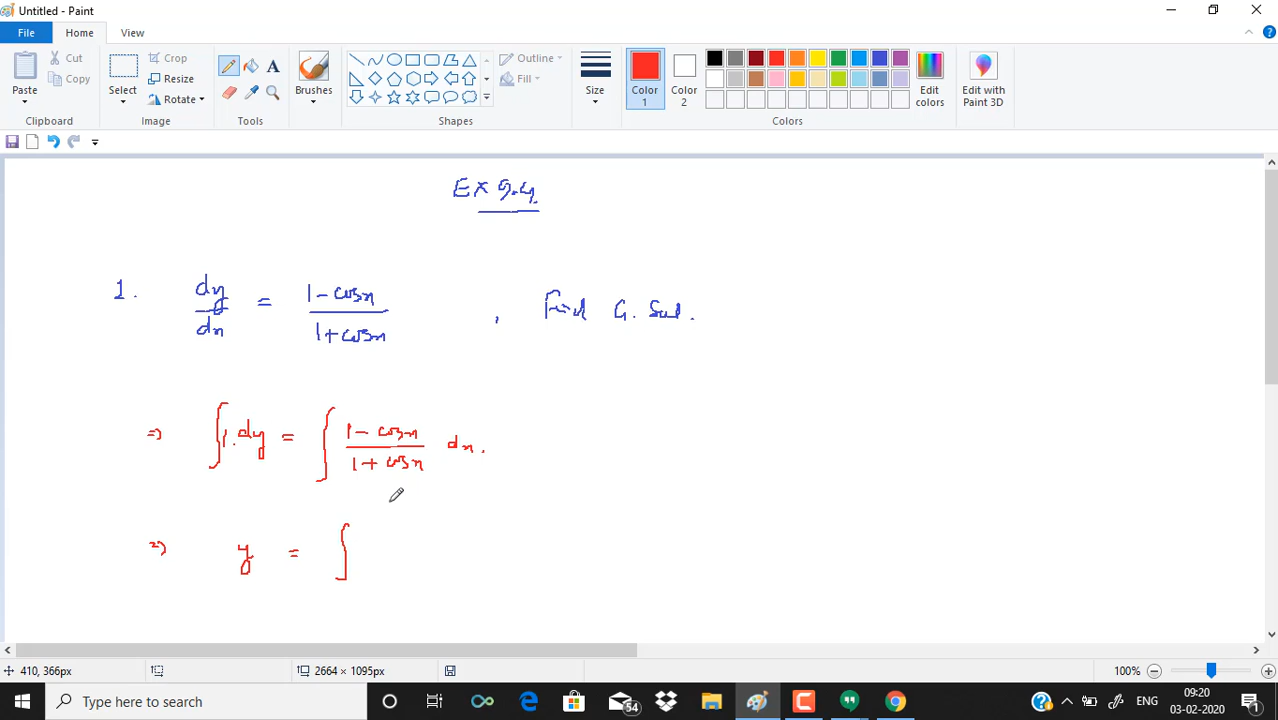 Untitled - Paint
File Home View
Paste Cut Copy Clipboard
Select Crop Resize Rotate Image
Tools
Brushes
Outline Fill Shapes
Size
Color 1 Color 2 Edit colors Colors
Edit with Paint 3D
Ex 9.4.
1. dy/dx = 1 - cosx / 1 + cosx , Find G. Sol.
⇒ ∫1.dy = ∫ 1 - cosx / 1 + cosx dx.
⇒ y = ∫
410, 366px 2664 × 1095px 100%
Type here to search 54 ENG 09:20 03-02-2020 1